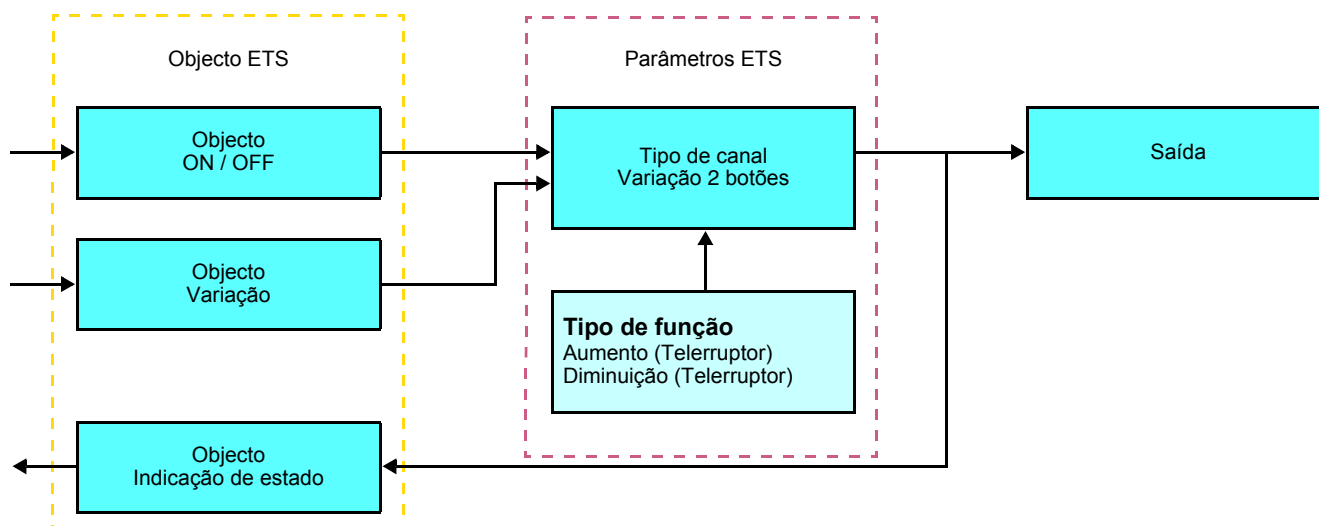 Objecto ETS
Parâmetros ETS
Objecto
ON / OFF
Tipo de canal
Variação 2 botões
Saída
Objecto
Variação
Tipo de função
Aumento (Telerruptor)
Diminuição (Telerruptor)
Objecto
Indicação de estado